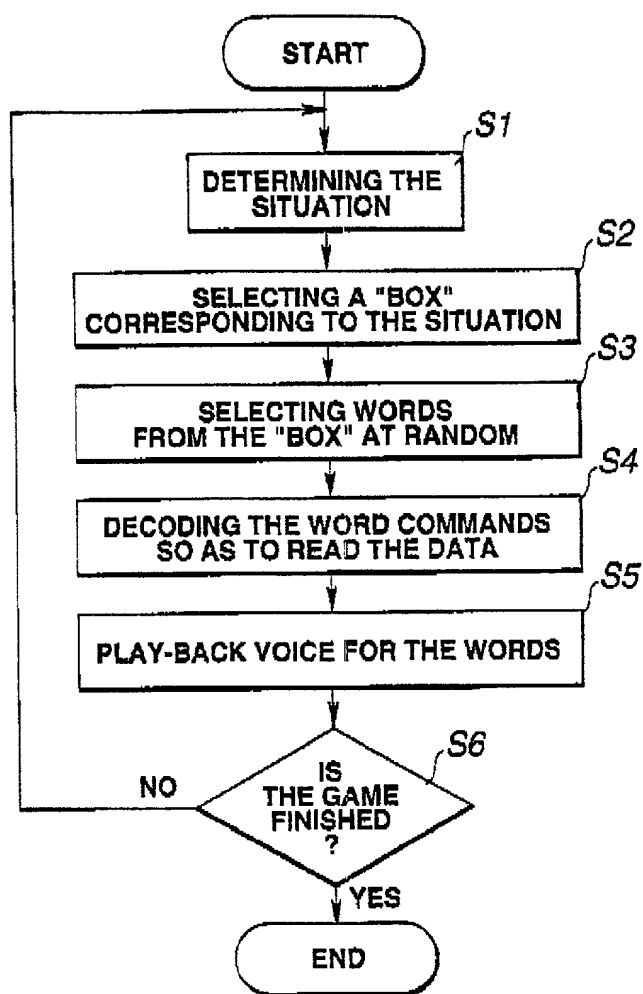 START
S1
DETERMINING THE
SITUATION
S2
SELECTING A "BOX"
CORRESPONDING TO THE SITUATION
S3
SELECTING WORDS
FROM THE "BOX" AT RANDOM
S4
DECODING THE WORD COMMANDS
SO AS TO READ THE DATA
S5
PLAY-BACK VOICE FOR THE WORDS
S6
IS
THE GAME
FINISHED
?
NO
YES
END